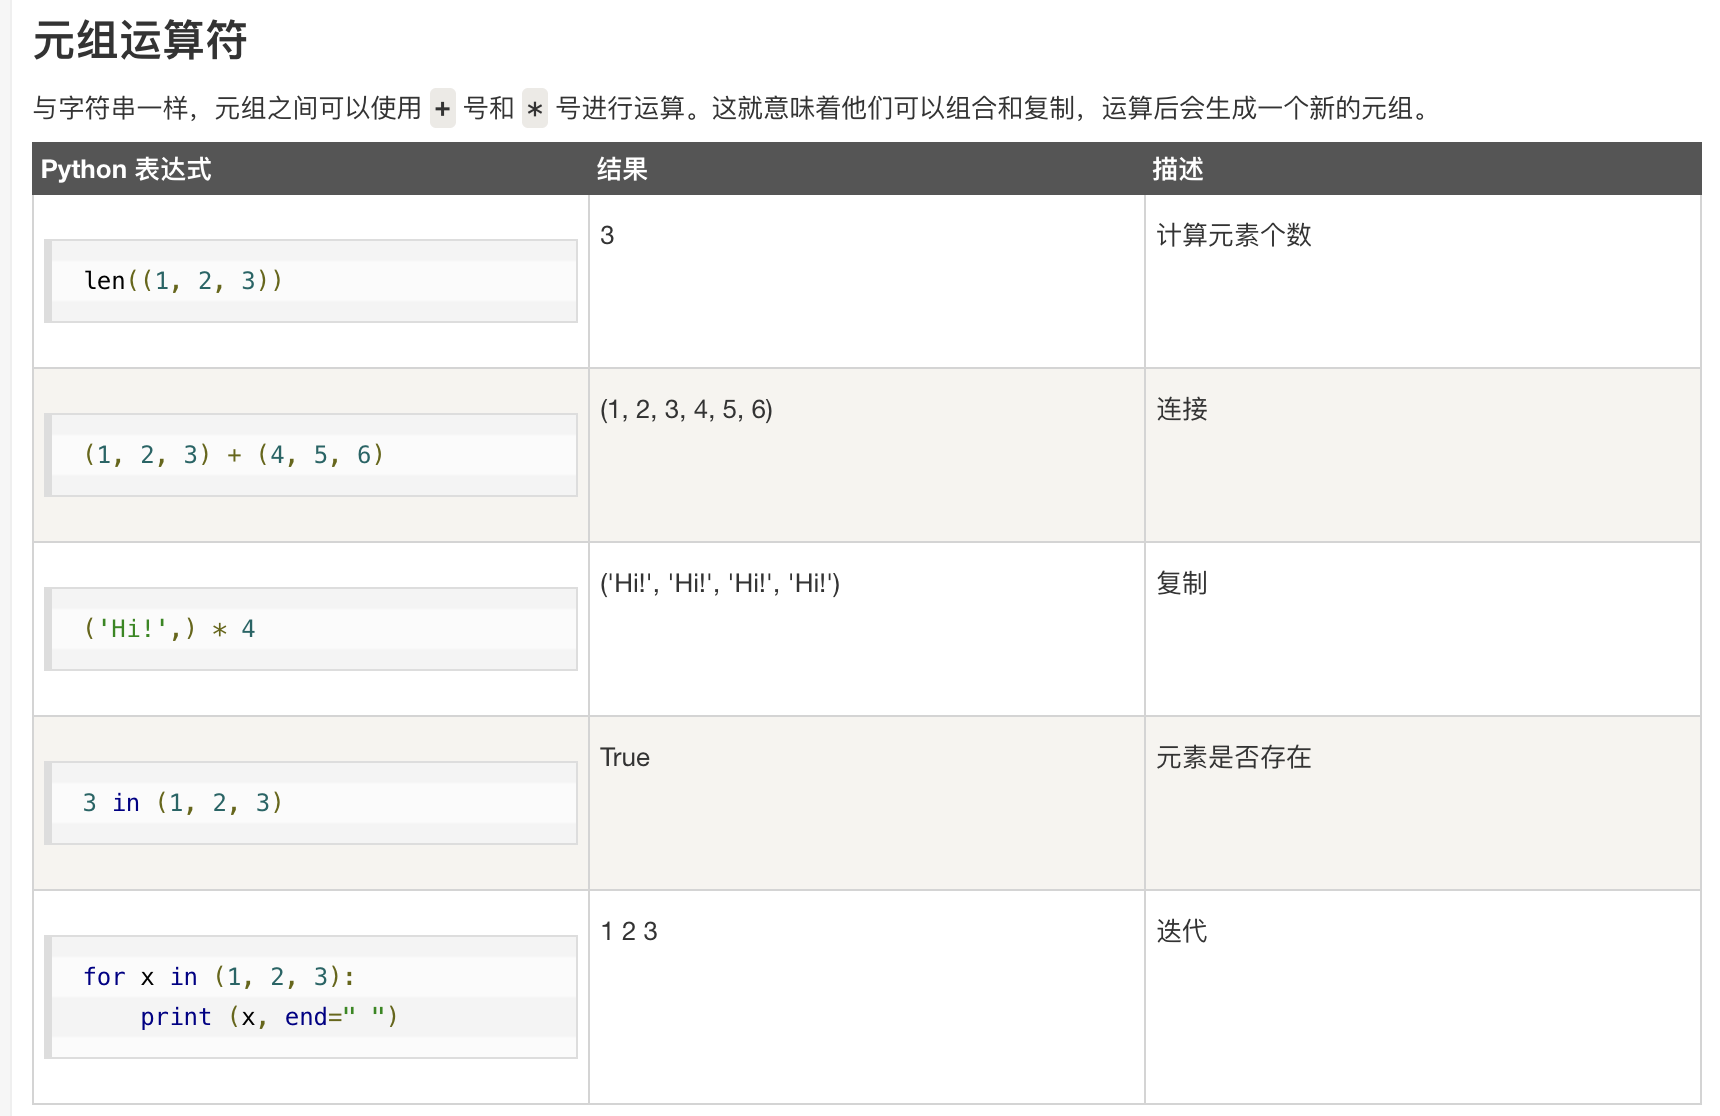 元组运算符
与字符串一样，元组之间可以使用 + 号和 * 号进行运算。这就意味着他们可以组合和复制，运算后会生成一个新的元组。
Python 表达式 结果 描述
len((1, 2, 3)) 3 计算元素个数
(1, 2, 3) + (4, 5, 6) (1, 2, 3, 4, 5, 6) 连接
('Hi!',) * 4 ('Hi!', 'Hi!', 'Hi!', 'Hi!') 复制
3 in (1, 2, 3) True 元素是否存在
for x in (1, 2, 3): 1 2 3 迭代
    print (x, end=" ")